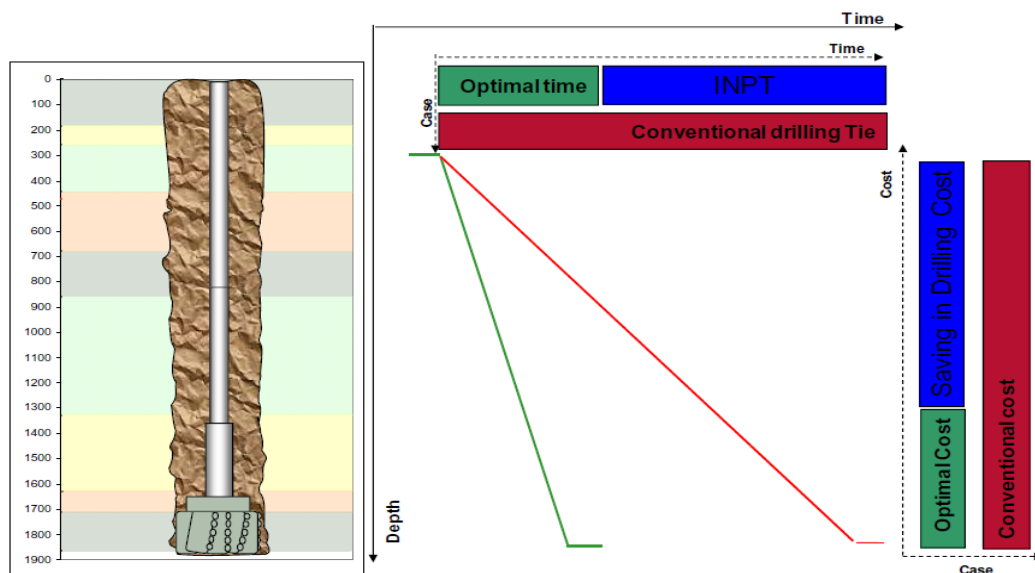 0
100
200
300
400
500
600
700
800
900
1000
1100
1200
1300
1400
1500
1600
1700
1800
1900
Time
Time
Case
Optimal time
INPT
Conventional drilling Tie
Depth
Cost
Saving in Drilling Cost
Optimal Cost
Conventional cost
Case